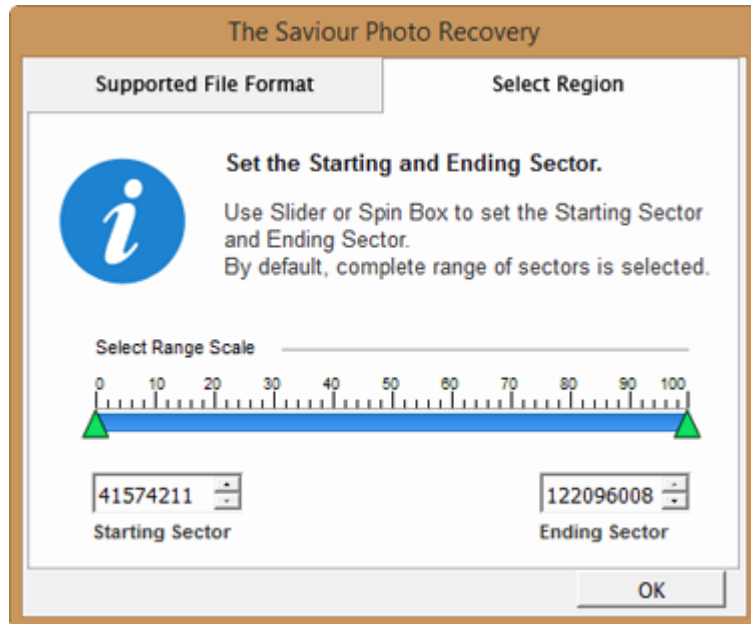 The Saviour Photo Recovery
Supported File Format
Select Region
i
Set the Starting and Ending Sector.
Use Slider or Spin Box to set the Starting Sector
and Ending Sector.
By default, complete range of sectors is selected.
Select Range Scale
0 10 20 30 40 50 60 70 80 90 100
41574211
122096008
Starting Sector
Ending Sector
OK